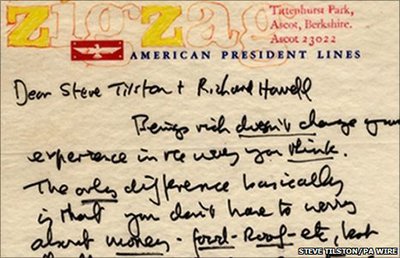 zigzag
Tittenhurst Park,
Ascot, Berkshire.
Ascot 23022
AMERICAN PRESIDENT LINES
Dear Steve Tilston + Richard Howell
Being rich doesn't change your
experience in the way you think.
The only difference basically
is that you don't have to worry
about money - food - roof - etc, but
STEVE TILSTON/PA WIRE